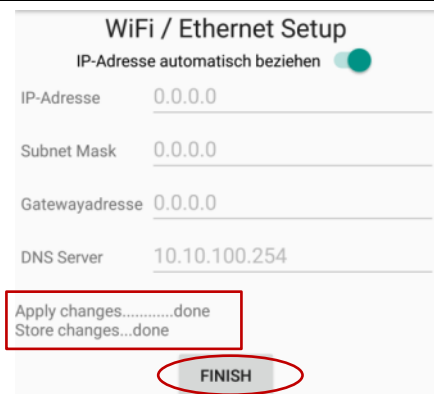 WiFi / Ethernet Setup
IP-Adresse automatisch beziehen
IP-Adresse 0.0.0.0
Subnet Mask 0.0.0.0
Gatewayadresse 0.0.0.0
DNS Server 10.10.100.254
Apply changes............done
Store changes...done
FINISH